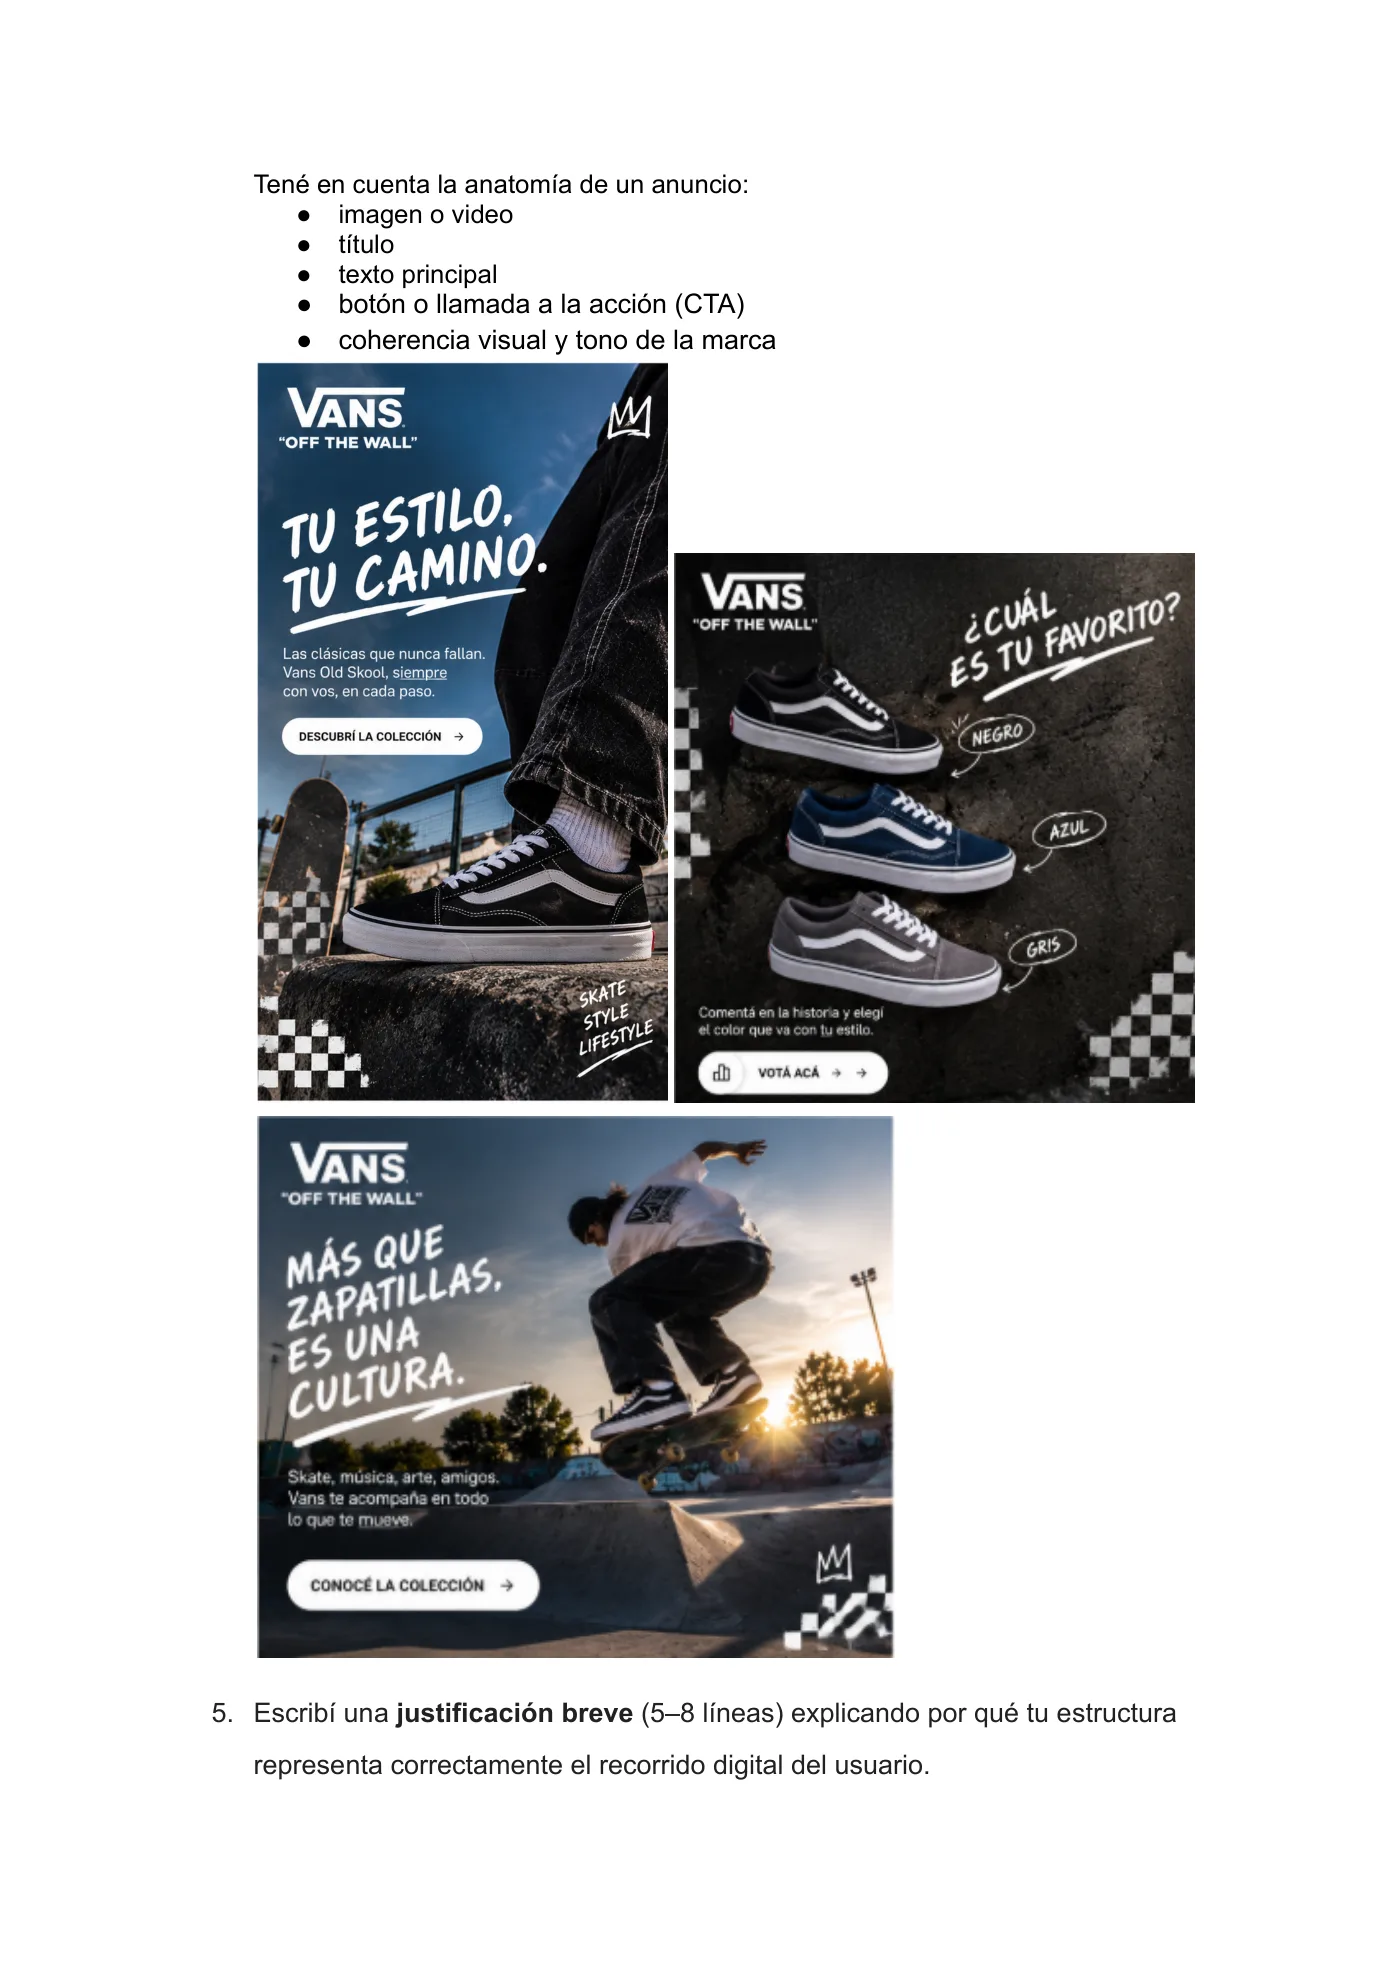 Tené en cuenta la anatomía de un anuncio:
● imagen o video
● título
● texto principal
● botón o llamada a la acción (CTA)
● coherencia visual y tono de la marca
VANS
"OFF THE WALL"
TU ESTILO,
TU CAMINO.
Las clásicas que nunca fallan.
Vans Old Skool, siempre
con vos, en cada paso.
DESCUBRÍ LA COLECCIÓN →
SKATE
STYLE
LIFESTYLE
VANS
"OFF THE WALL"
¿CUÁL
ES TU FAVORITO?
NEGRO
AZUL
GRIS
Comentá en la historia y elegí
el color que va con tu estilo.
VOTÁ ACÁ → →
VANS
"OFF THE WALL"
MÁS QUE
ZAPATILLAS,
ES UNA
CULTURA.
Skate, música, arte, amigos.
Vans te acompaña en todo
lo que te mueve.
CONOCÉ LA COLECCIÓN →
5. Escribí una justificación breve (5–8 líneas) explicando por qué tu estructura
representa correctamente el recorrido digital del usuario.